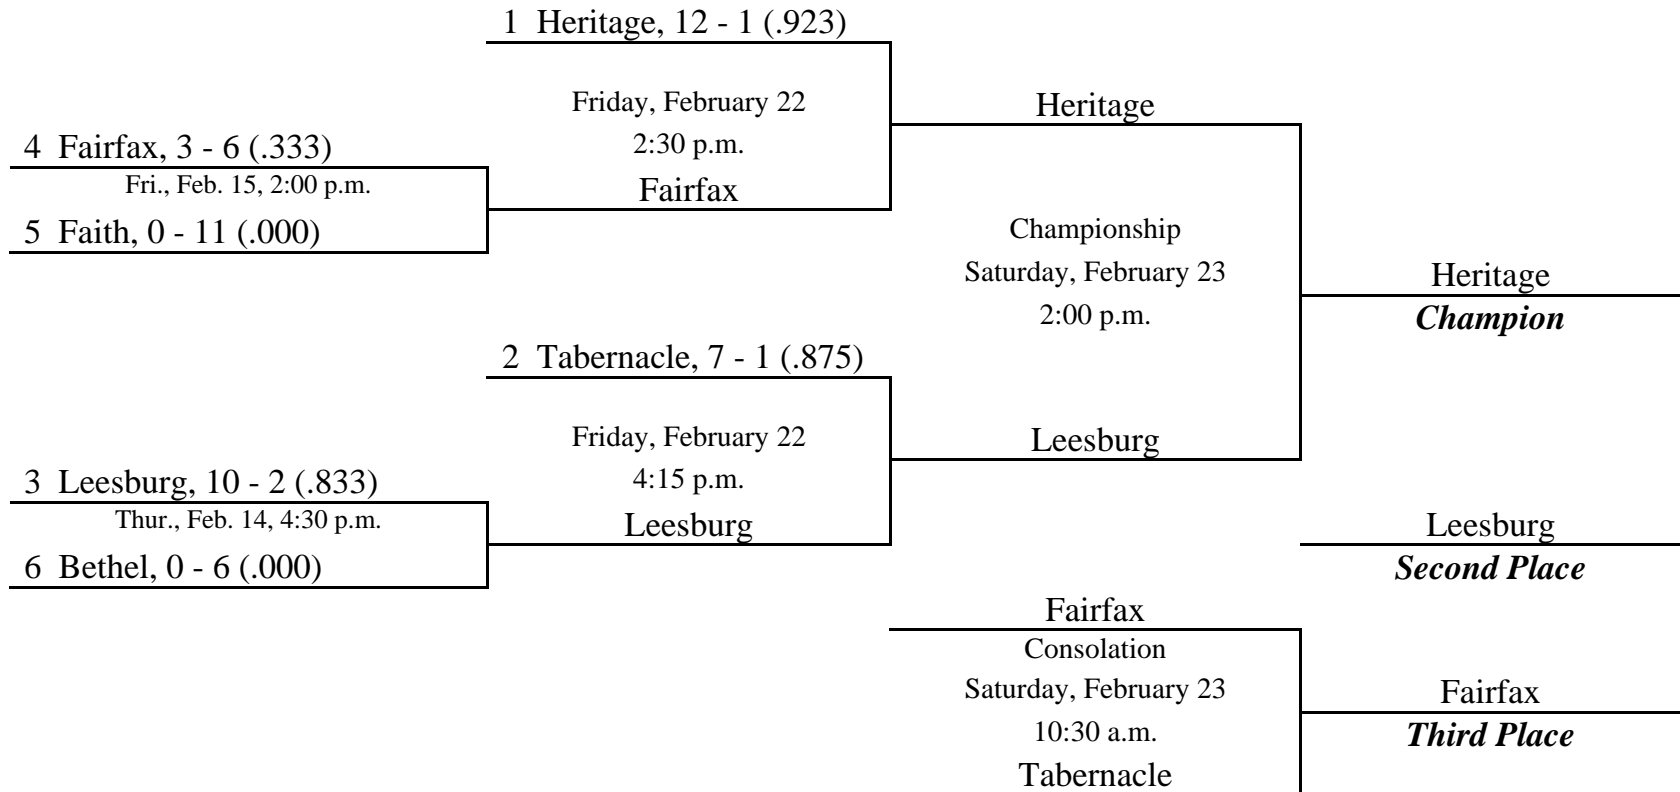 1 Heritage, 12 - 1 (.923)
Friday, February 22
2:30 p.m.
Heritage
4 Fairfax, 3 - 6 (.333)
Fri., Feb. 15, 2:00 p.m.
Fairfax
5 Faith, 0 - 11 (.000)
Championship
Saturday, February 23
2:00 p.m.
Heritage
Champion
2 Tabernacle, 7 - 1 (.875)
Friday, February 22
4:15 p.m.
Leesburg
3 Leesburg, 10 - 2 (.833)
Thur., Feb. 14, 4:30 p.m.
Leesburg
6 Bethel, 0 - 6 (.000)
Leesburg
Second Place
Fairfax
Consolation
Saturday, February 23
10:30 a.m.
Tabernacle
Fairfax
Third Place